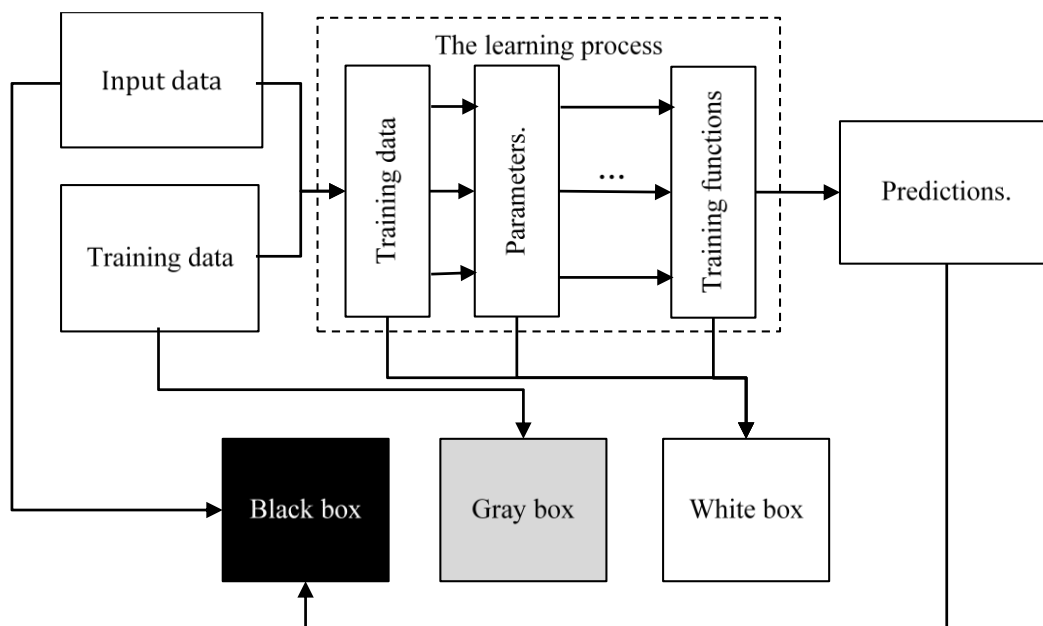 The learning process
Input data
Training data
Training data
Parameters.
...
Training functions
Predictions.
Black box
Gray box
White box